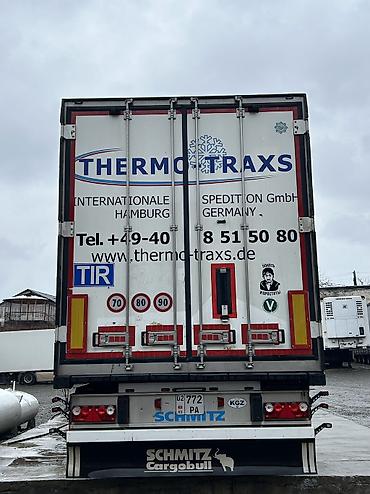 THERMO-TRAXS
INTERNATIONALE SPEDITION GmbH
HAMBURG GERMANY
Tel. +49-40 8 51 50 80
www.thermo-traxs.de
TIR
70 80 90
V
02 772 PA
KGZ
SCHMITZ
SCHMITZ
Cargobull